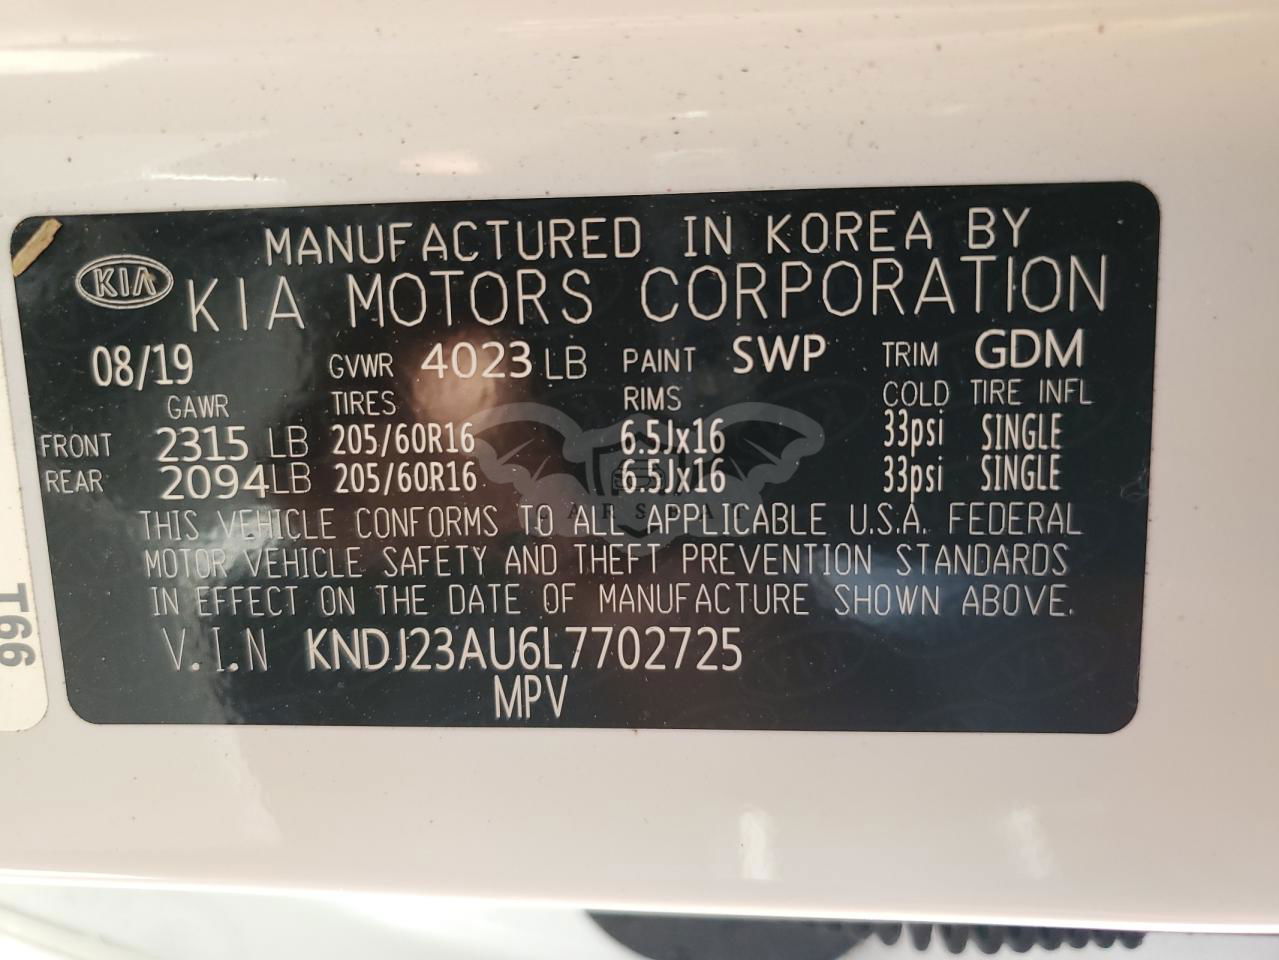 MANUFACTURED IN KOREA BY
KIA KIA MOTORS CORPORATION
08/19 GVWR 4023 LB PAINT SWP TRIM GDM
GAWR TIRES RIMS COLD TIRE INFL
FRONT 2315 LB 205/60R16 6.5Jx16 33psi SINGLE
REAR 2094LB 205/60R16 6.5Jx16 33psi SINGLE
THIS VEHICLE CONFORMS TO ALL APPLICABLE U.S.A. FEDERAL
MOTOR VEHICLE SAFETY AND THEFT PREVENTION STANDARDS
IN EFFECT ON THE DATE OF MANUFACTURE SHOWN ABOVE.
V.I.N KNDJ23AU6L7702725
MPV